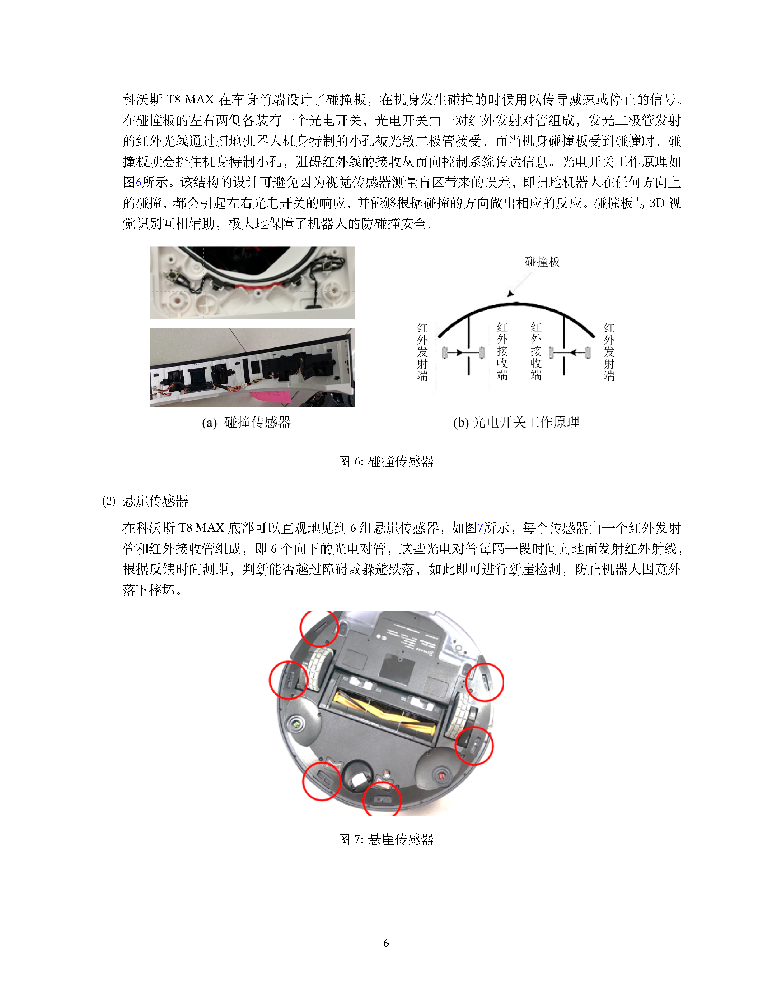 科沃斯 T8 MAX 在车身前端设计了碰撞板，在机身发生碰撞的时候用以传导减速或停止的信号。
在碰撞板的左右两侧各装有一个光电开关，光电开关由一对红外发射对管组成，发光二极管发射
的红外光线通过扫地机器人机身特制的小孔被光敏二极管接受，而当机身碰撞板受到碰撞时，碰
撞板就会挡住机身特制小孔，阻碍红外线的接收从而向控制系统传达信息。光电开关工作原理如
图6所示。该结构的设计可避免因为视觉传感器测量盲区带来的误差，即扫地机器人在任何方向上
的碰撞，都会引起左右光电开关的响应，并能够根据碰撞的方向做出相应的反应。碰撞板与 3D 视
觉识别互相辅助，极大地保障了机器人的防碰撞安全。
碰撞板
红外发射端
红外接收端
红外接收端
红外发射端
(a) 碰撞传感器
(b) 光电开关工作原理
图 6: 碰撞传感器
(2) 悬崖传感器
在科沃斯 T8 MAX 底部可以直观地见到 6 组悬崖传感器，如图7所示，每个传感器由一个红外发射
管和红外接收管组成，即 6 个向下的光电对管，这些光电对管每隔一段时间向地面发射红外射线，
根据反馈时间测距，判断能否越过障碍或躲避跌落，如此即可进行断崖检测，防止机器人因意外
落下摔坏。
图 7: 悬崖传感器
6